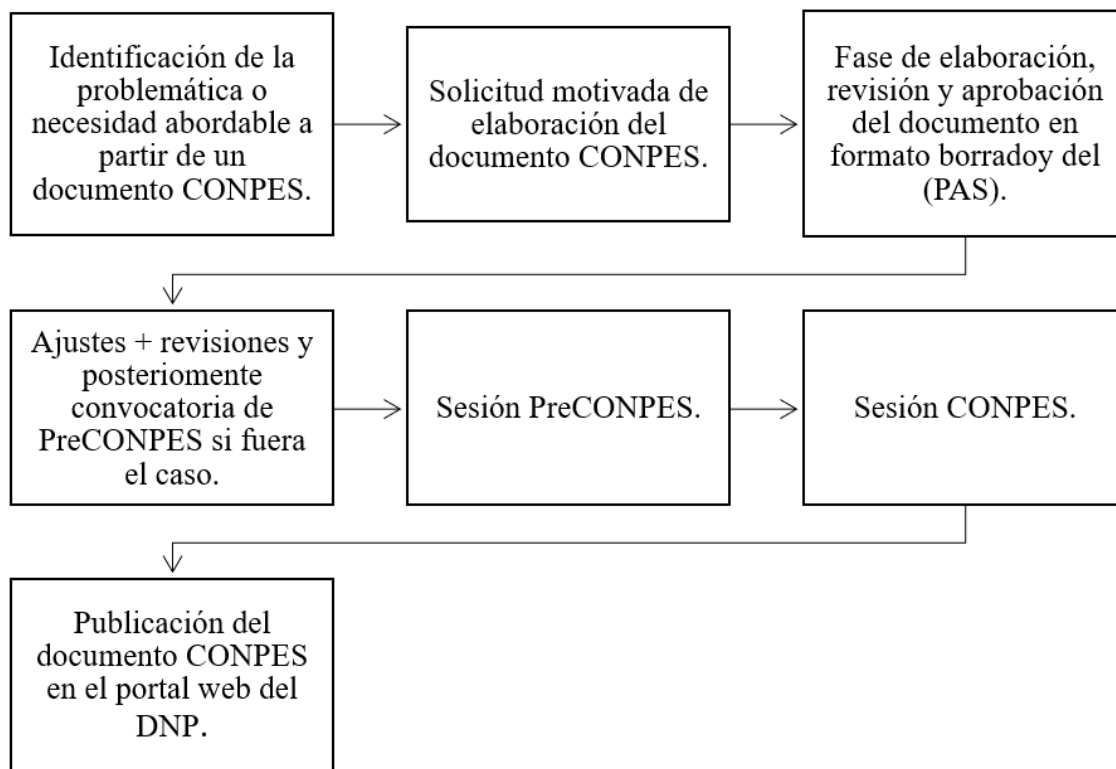 Identificación de la
problemática o
necesidad abordable a
partir de un
documento CONPES.
Solicitud motivada de
elaboración del
documento CONPES.
Fase de elaboración,
revisión y aprobación
del documento en
formato borradoy del
(PAS).
Ajustes + revisiones y
posteriomente
convocatoria de
PreCONPES si fuera
el caso.
Sesión PreCONPES.
Sesión CONPES.
Publicación del
documento CONPES
en el portal web del
DNP.